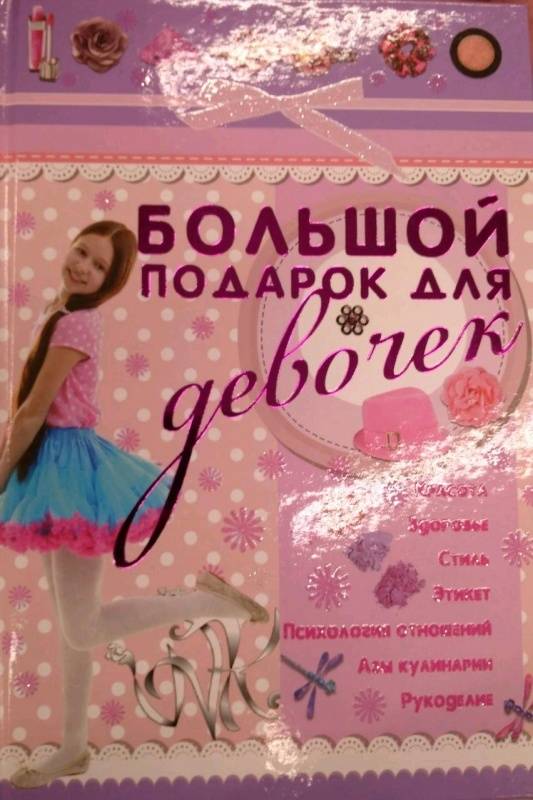 БОЛЬШОЙ
ПОДАРОК ДЛЯ
девочек
Красота
Здоровье
Стиль
Этикет
Психология отношений
Азы кулинарии
Рукоделие